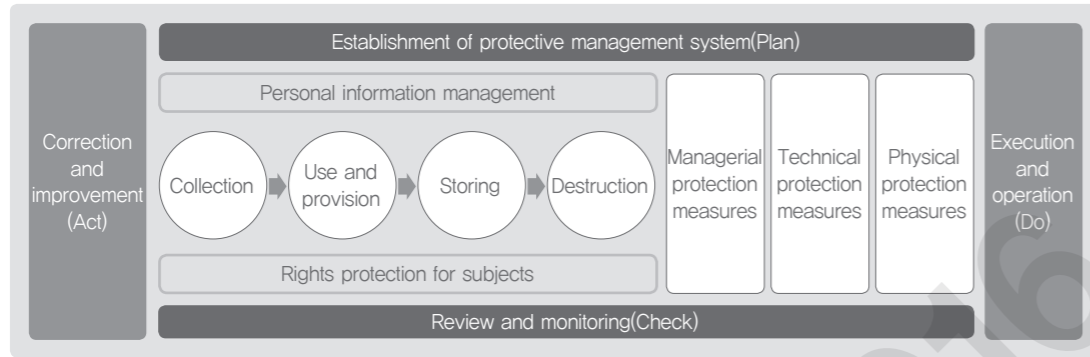 Establishment of protective management system(Plan)
Correction
and
improvement
(Act)
Personal information management
Collection
Use and
provision
Storing
Destruction
Rights protection for subjects
Managerial
protection
measures
Technical
protection
measures
Physical
protection
measures
Execution
and
operation
(Do)
Review and monitoring(Check)